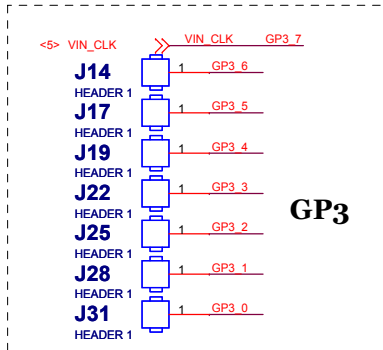 <5> VIN_CLK VIN_CLK GP3_7
J14 1 GP3_6
HEADER 1
J17 1 GP3_5
HEADER 1
J19 1 GP3_4
HEADER 1
J22 1 GP3_3
HEADER 1
GP3
J25 1 GP3_2
HEADER 1
J28 1 GP3_1
HEADER 1
J31 1 GP3_0
HEADER 1